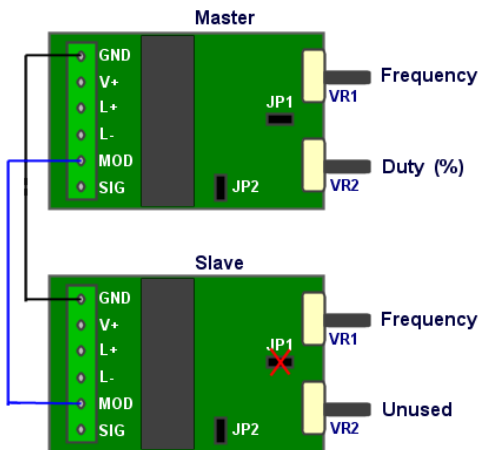 Master
GND
V+
L+
L-
MOD
SIG
JP1
JP2
VR1
Frequency
VR2
Duty (%)
Slave
GND
V+
L+
L-
MOD
SIG
JP1
JP2
VR1
Frequency
VR2
Unused